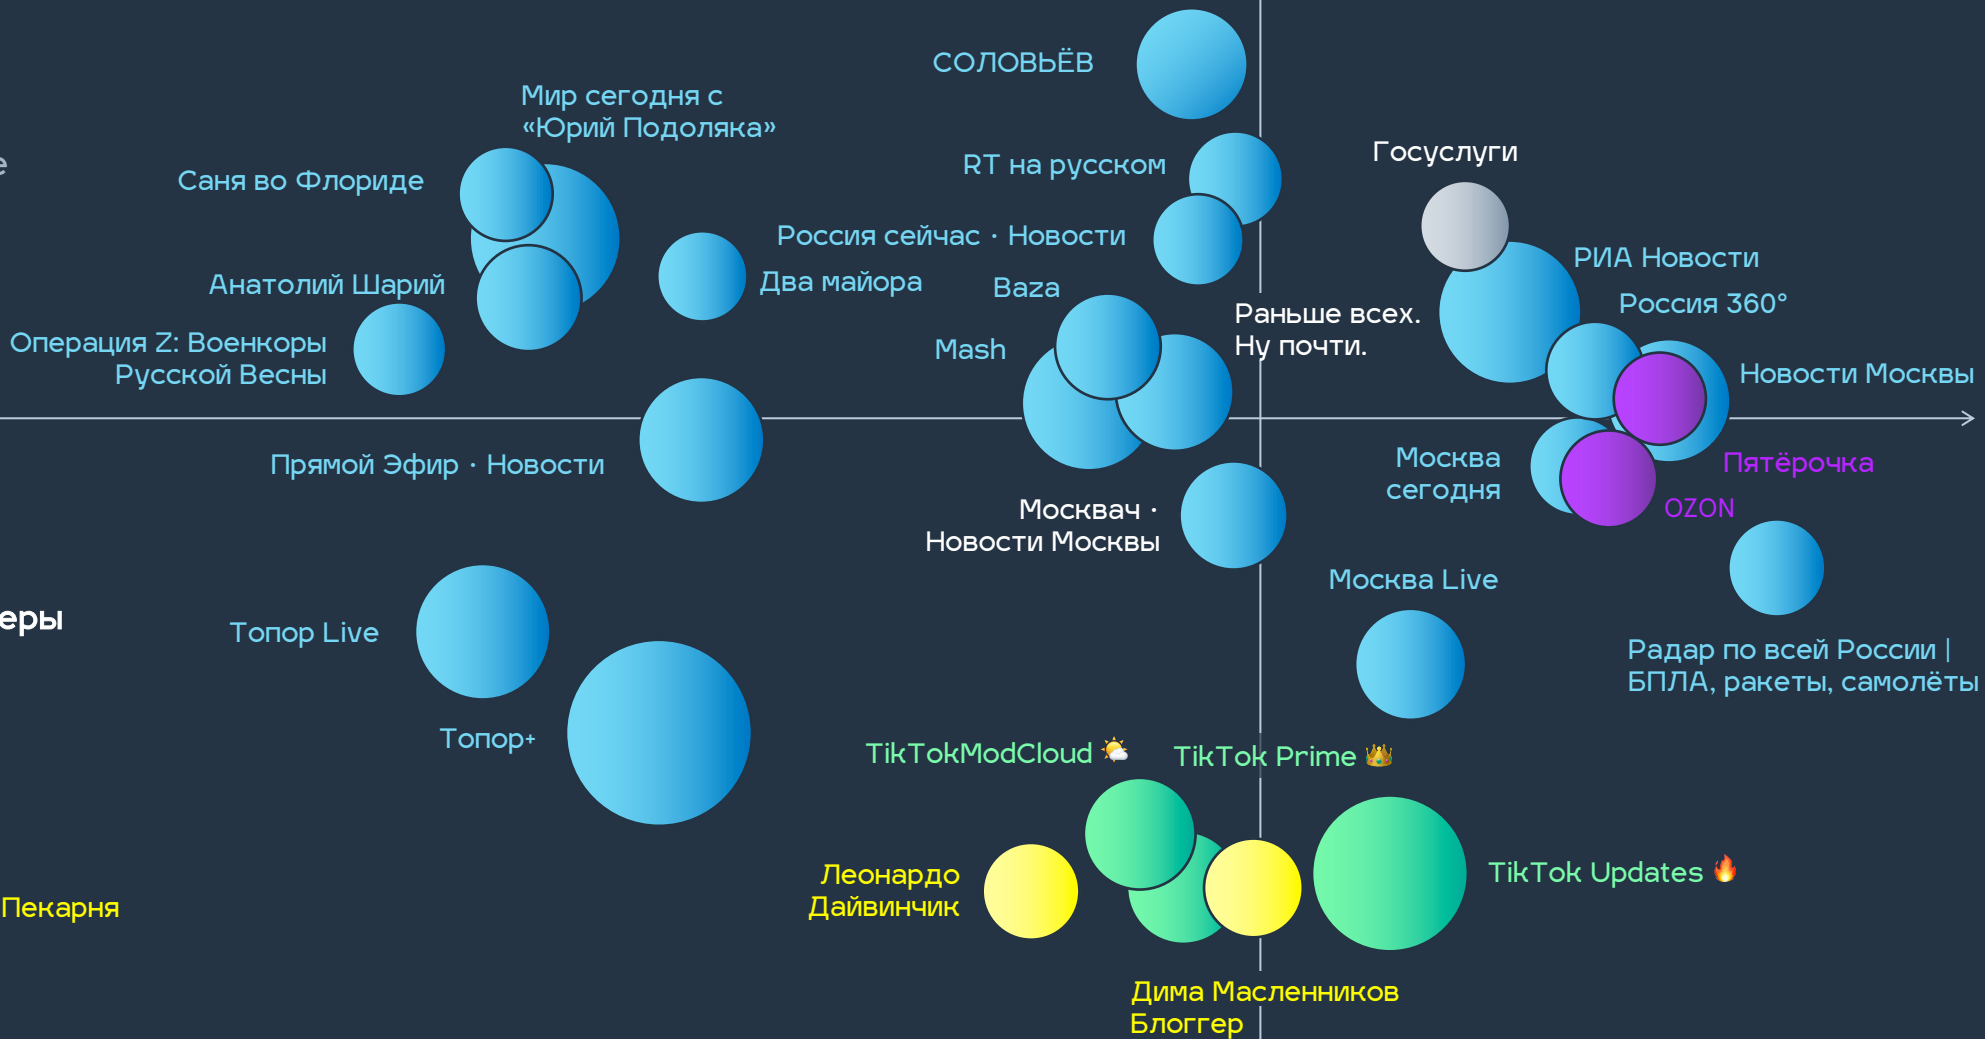 СОЛОВЬЁВ
Мир сегодня с
«Юрий Подоляка»
Саня во Флориде
RT на русском
Госуслуги
Россия сейчас · Новости
РИА Новости
Анатолий Шарий
Два майора
Baza
Россия 360°
Раньше всех.
Ну почти.
Операция Z: Военкоры
Русской Весны
Mash
Новости Москвы
Прямой Эфир · Новости
Москва
сегодня
Пятёрочка
OZON
Москвач ·
Новости Москвы
Москва Live
еры
Топор Live
Радар по всей России |
БПЛА, ракеты, самолёты
Топор+
TikTokModCloud 🌤
TikTok Prime 👑
Леонардо
Дайвинчик
TikTok Updates 🔥
Пекарня
Дима Масленников
Блоггер